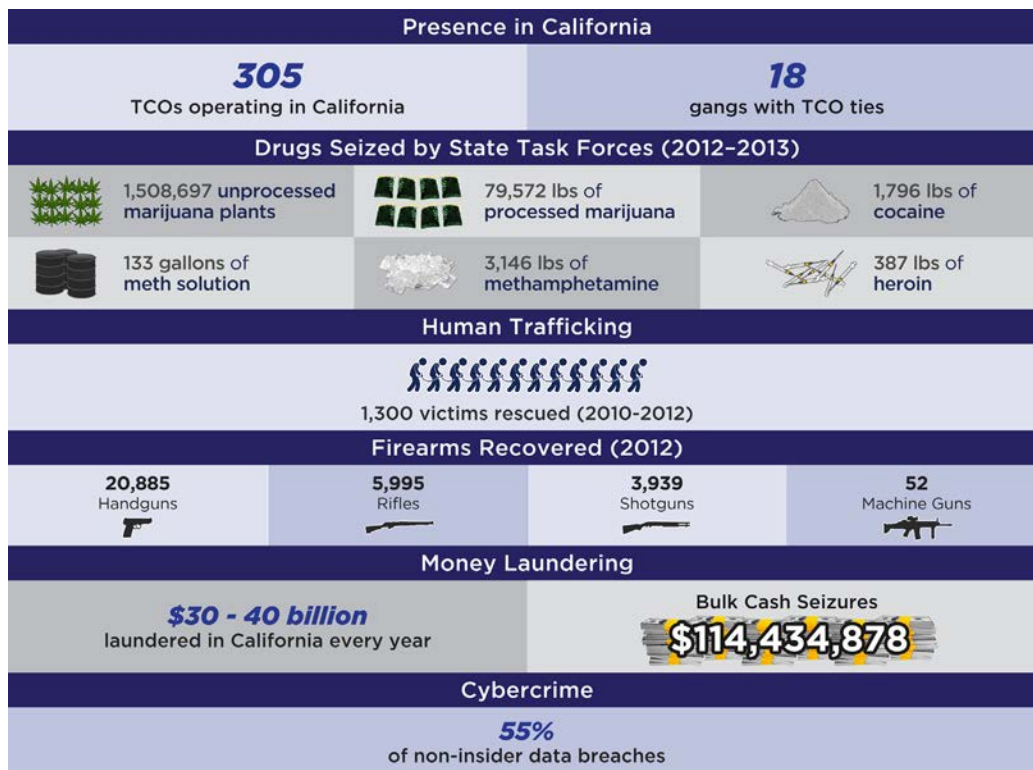 Presence in California
305
TCOs operating in California
18
gangs with TCO ties
Drugs Seized by State Task Forces (2012–2013)
1,508,697 unprocessed
marijuana plants
79,572 lbs of
processed marijuana
1,796 lbs of
cocaine
133 gallons of
meth solution
3,146 lbs of
methamphetamine
387 lbs of
heroin
Human Trafficking
1,300 victims rescued (2010-2012)
Firearms Recovered (2012)
20,885
Handguns
5,995
Rifles
3,939
Shotguns
52
Machine Guns
Money Laundering
$30 - 40 billion
laundered in California every year
Bulk Cash Seizures
$114,434,878
Cybercrime
55%
of non-insider data breaches